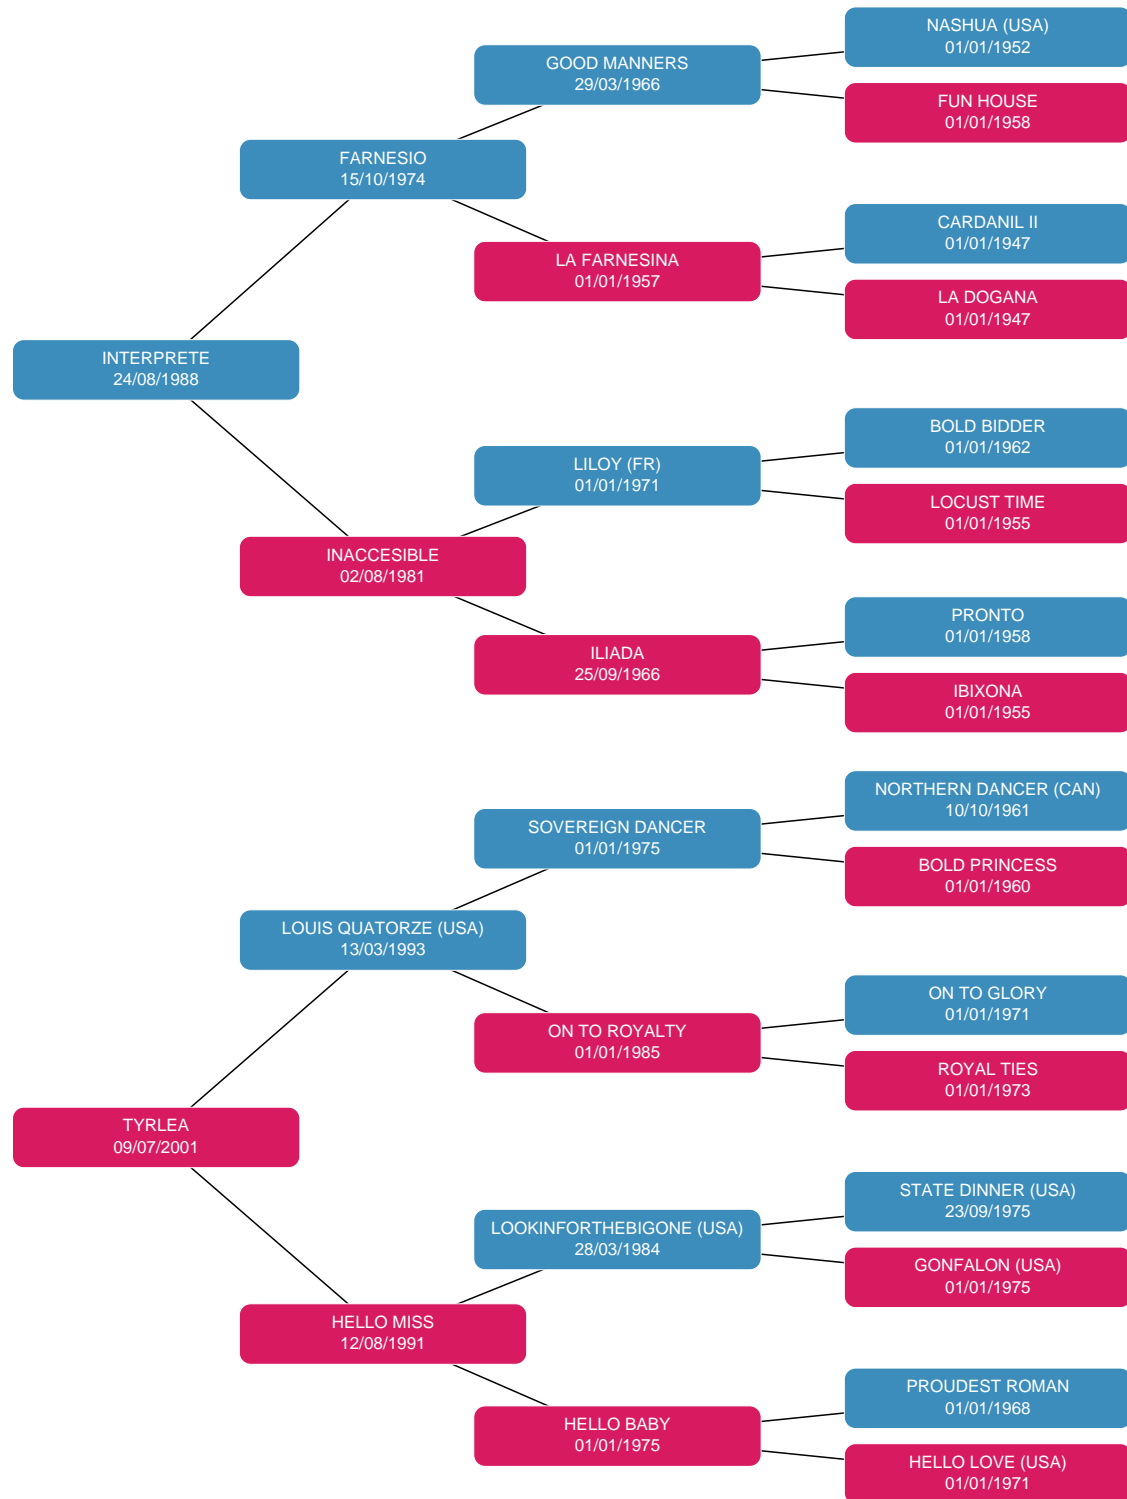 NASHUA (USA)
01/01/1952
GOOD MANNERS
29/03/1966
FUN HOUSE
01/01/1958
FARNESIO
15/10/1974
CARDANIL II
01/01/1947
LA FARNESINA
01/01/1957
LA DOGANA
01/01/1947
INTERPRETE
24/08/1988
BOLD BIDDER
01/01/1962
LILOY (FR)
01/01/1971
LOCUST TIME
01/01/1955
INACCESIBLE
02/08/1981
PRONTO
01/01/1958
ILIADA
25/09/1966
IBIXONA
01/01/1955
NORTHERN DANCER (CAN)
10/10/1961
SOVEREIGN DANCER
01/01/1975
BOLD PRINCESS
01/01/1960
LOUIS QUATORZE (USA)
13/03/1993
ON TO GLORY
01/01/1971
ON TO ROYALTY
01/01/1985
ROYAL TIES
01/01/1973
TYRLEA
09/07/2001
STATE DINNER (USA)
23/09/1975
LOOKINFORTHEBIGONE (USA)
28/03/1984
GONFALON (USA)
01/01/1975
HELLO MISS
12/08/1991
PROUDEST ROMAN
01/01/1968
HELLO BABY
01/01/1975
HELLO LOVE (USA)
01/01/1971